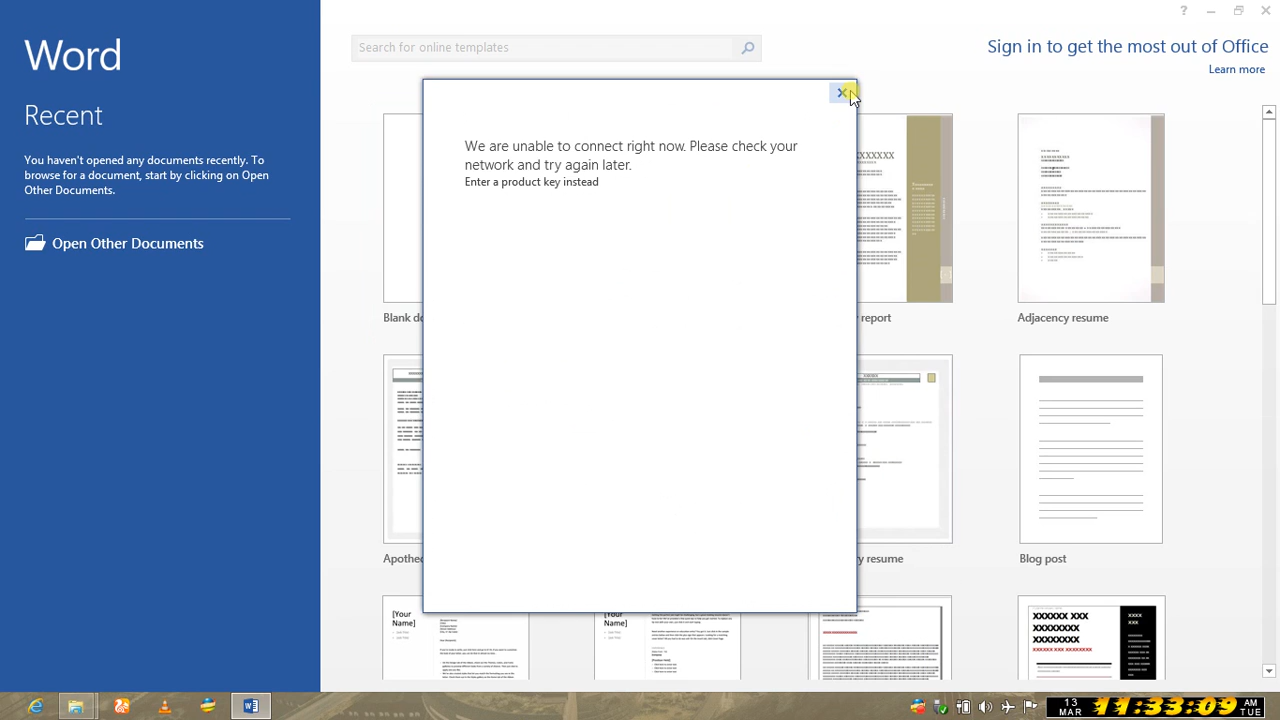 Word
Search for online templates
Sign in to get the most out of Office
Learn more
Recent
You haven't opened any documents recently. To
browse for a document, start by clicking on Open
Other Documents.
Open Other Documents
We are unable to connect right now. Please check your
network and try again.
Enter a product key instead
Blank do
report
Adjacency resume
Apothec
resume
Blog post
[Your
Name]
[Your
Name]
13
MAR
11:33:09
AM
TUE